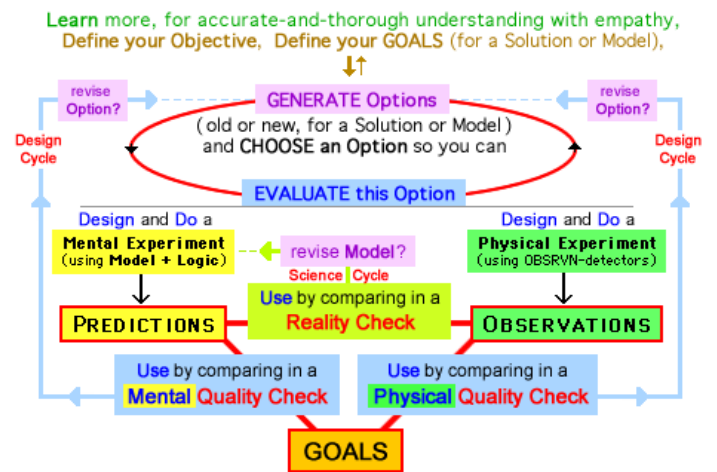 Learn more, for accurate-and-thorough understanding with empathy,
Define your Objective, Define your GOALS (for a Solution or Model),
revise
Option?
GENERATE Options
revise
Option?
(old or new, for a Solution or Model)
and CHOOSE an Option so you can
Design
Cycle
Design
Cycle
EVALUATE this Option
Design and Do a
Mental Experiment
(using Model + Logic)
Design and Do a
Physical Experiment
(using OBSRVN-detectors)
revise Model?
Science Cycle
Use by comparing in a
Reality Check
PREDICTIONS
OBSERVATIONS
Use by comparing in a
Mental Quality Check
Use by comparing in a
Physical Quality Check
GOALS